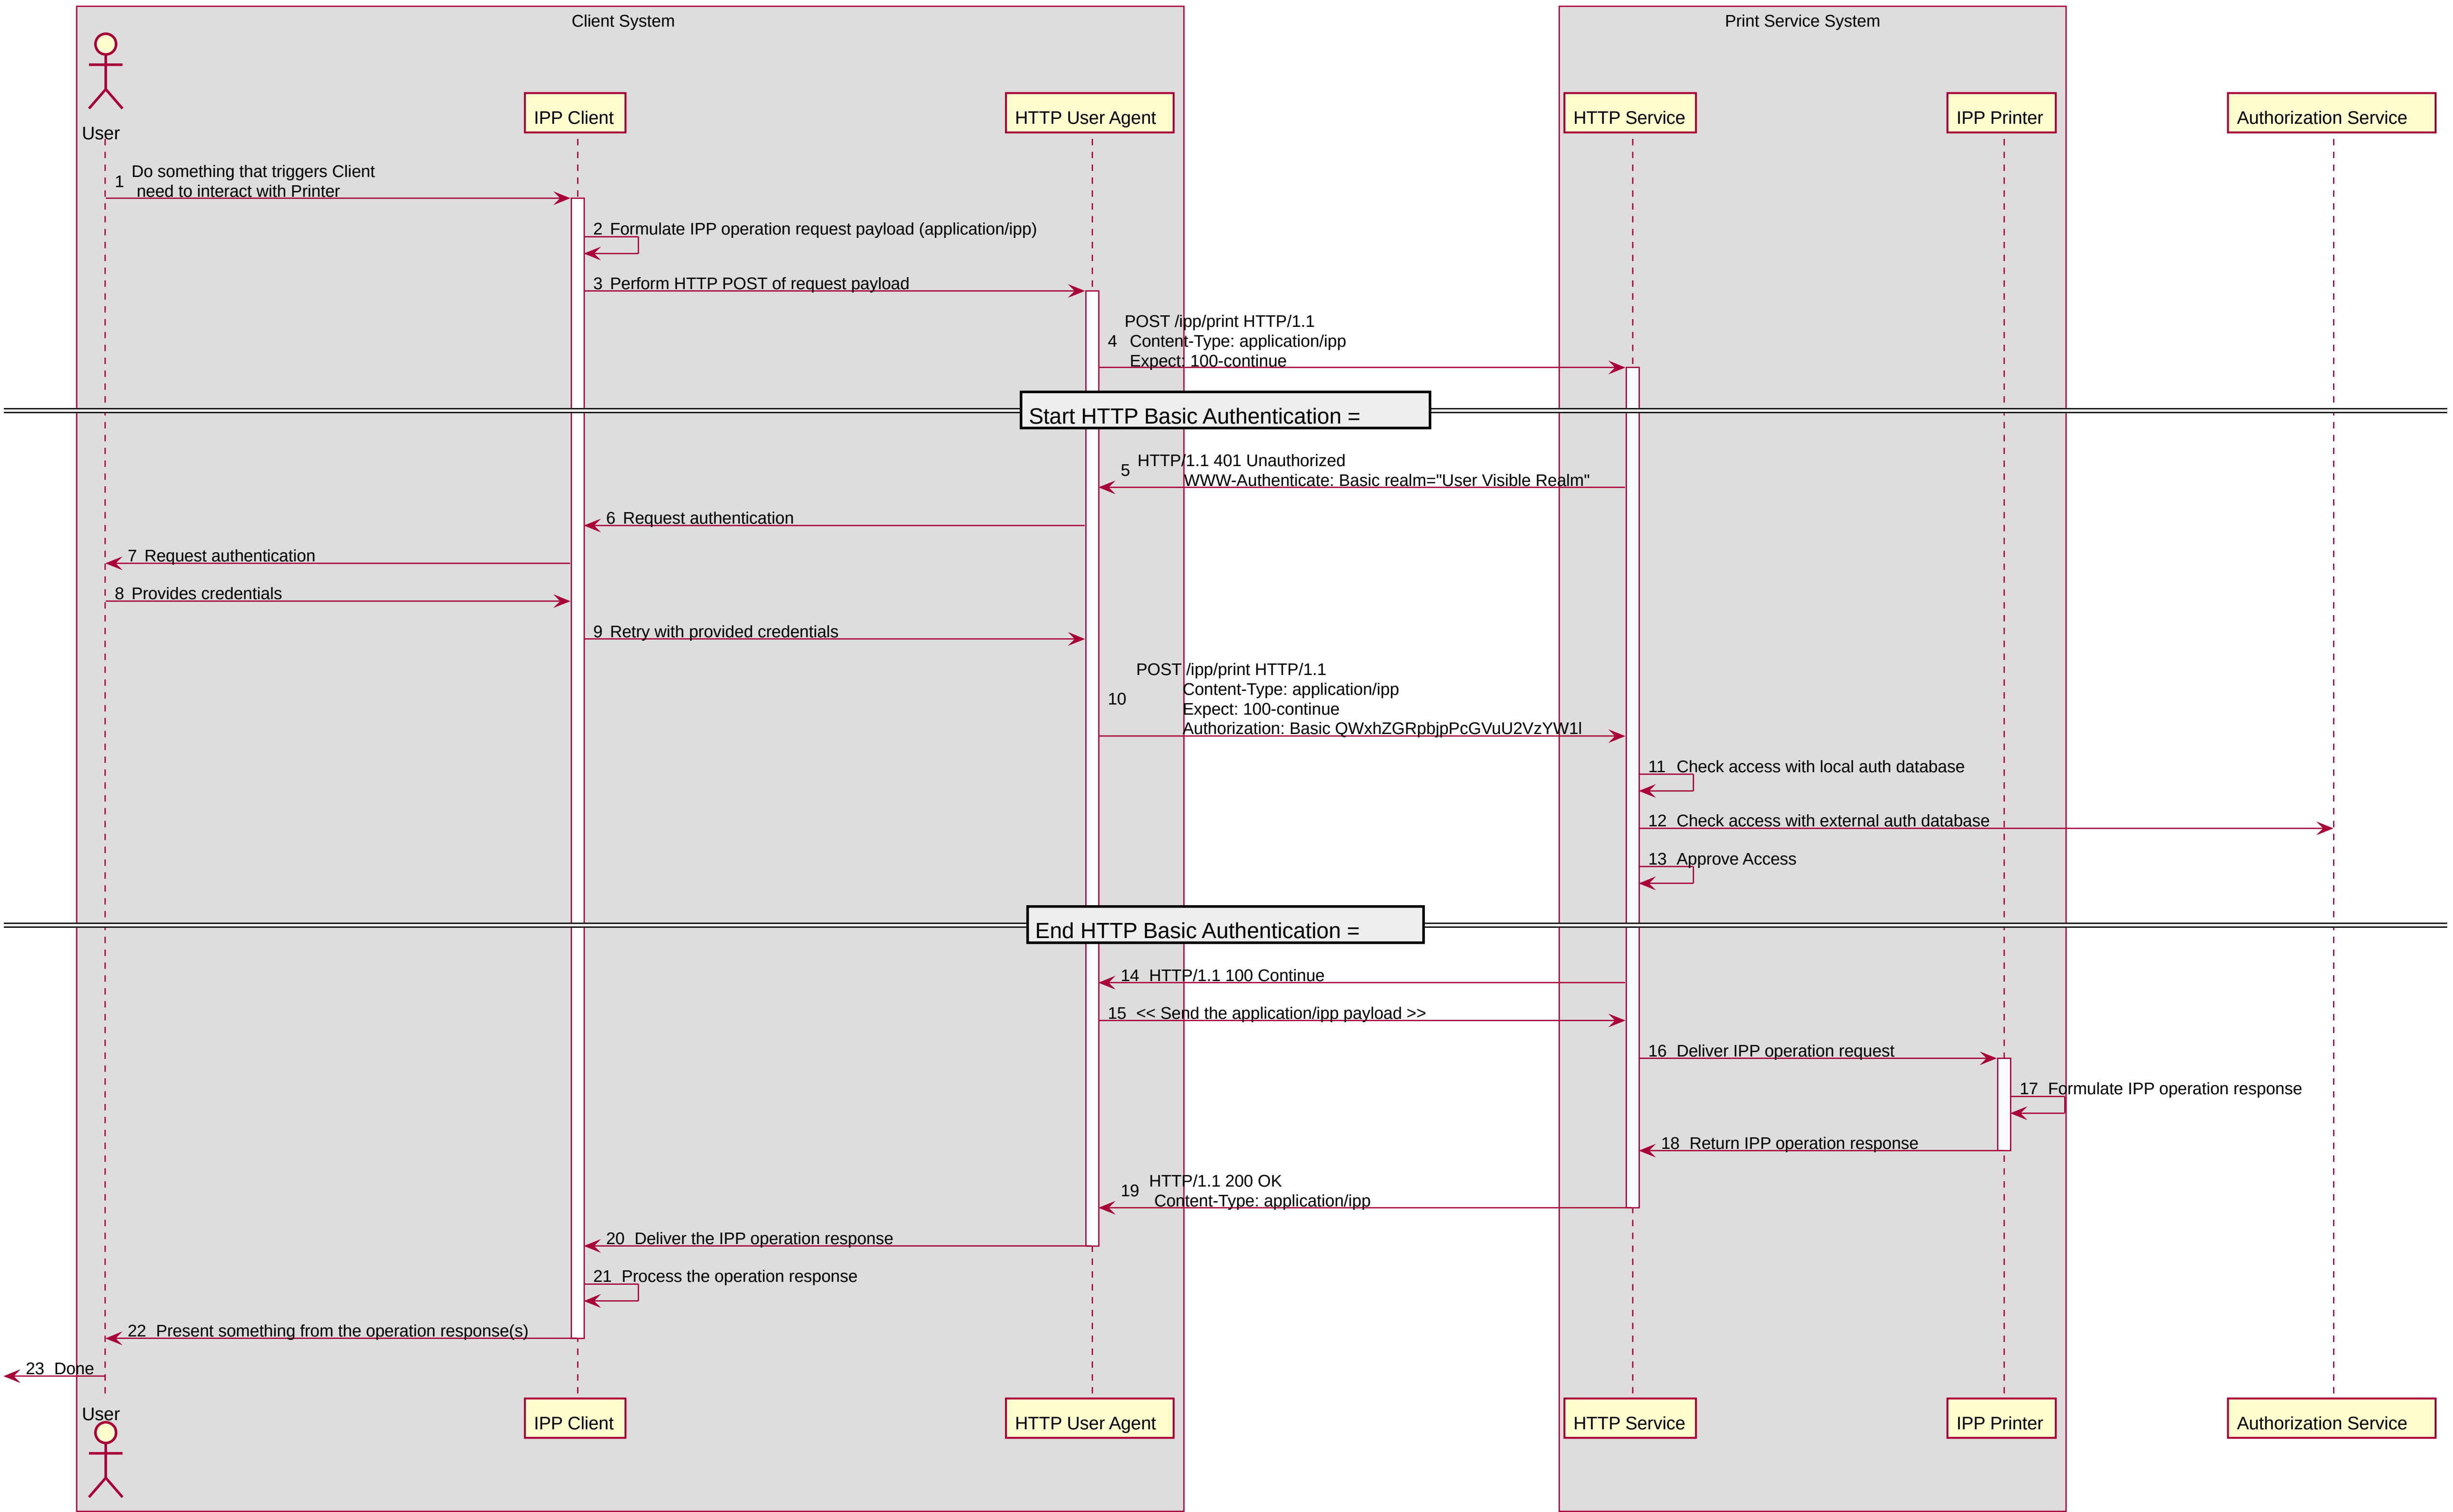 Client System
Print Service System
User
IPP Client
HTTP User Agent
HTTP Service
IPP Printer
Authorization Service
1 Do something that triggers Client
need to interact with Printer
2 Formulate IPP operation request payload (application/ipp)
3 Perform HTTP POST of request payload
POST /ipp/print HTTP/1.1
4 Content-Type: application/ipp
Expect: 100-continue
Start HTTP Basic Authentication =
5 HTTP/1.1 401 Unauthorized
WWW-Authenticate: Basic realm="User Visible Realm"
6 Request authentication
7 Request authentication
8 Provides credentials
9 Retry with provided credentials
POST /ipp/print HTTP/1.1
Content-Type: application/ipp
10 Expect: 100-continue
Authorization: Basic QWxhZGRpbjpPcGVuU2VzYW1l
11 Check access with local auth database
12 Check access with external auth database
13 Approve Access
End HTTP Basic Authentication =
14 HTTP/1.1 100 Continue
15 << Send the application/ipp payload >>
16 Deliver IPP operation request
17 Formulate IPP operation response
18 Return IPP operation response
19 HTTP/1.1 200 OK
Content-Type: application/ipp
20 Deliver the IPP operation response
21 Process the operation response
22 Present something from the operation response(s)
23 Done
User
IPP Client
HTTP User Agent
HTTP Service
IPP Printer
Authorization Service